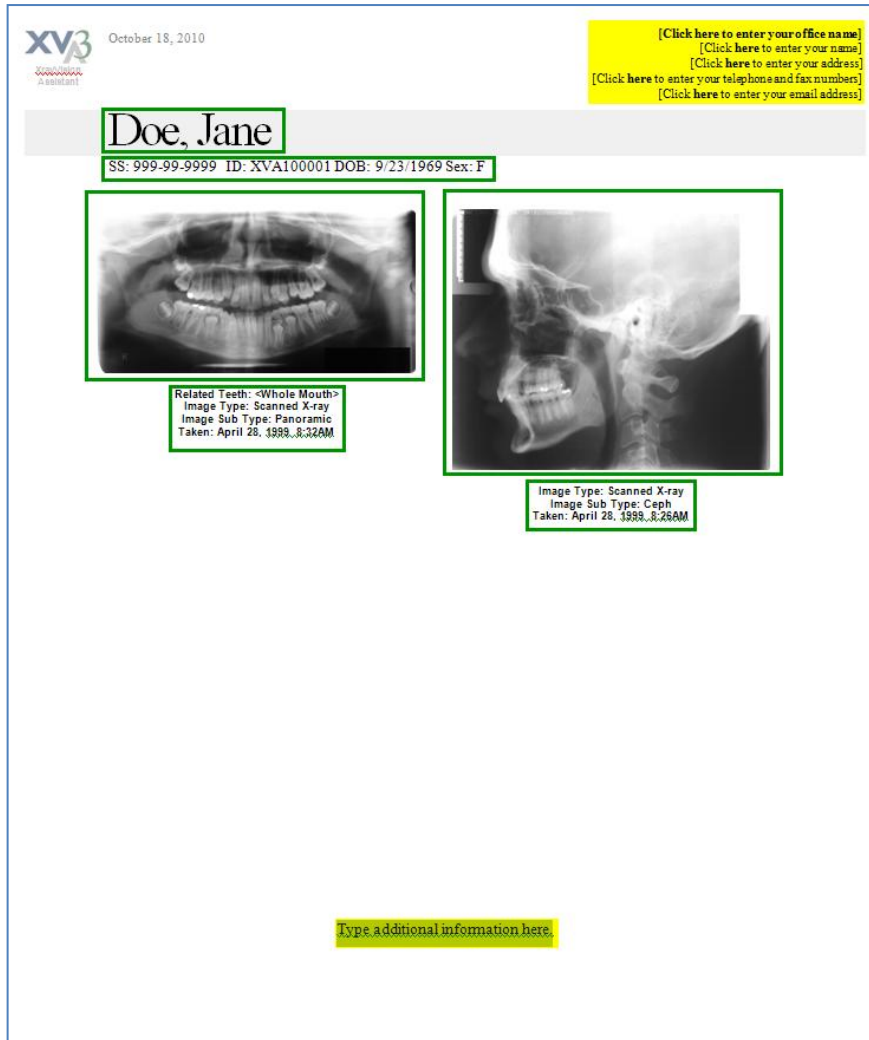 XV3
XrayVision
Assistant
October 18, 2010
[Click here to enter your office name]
[Click here to enter your name]
[Click here to enter your address]
[Click here to enter your telephone and fax numbers]
[Click here to enter your email address]
Doe, Jane
SS: 999-99-9999 ID: XVA100001 DOB: 9/23/1969 Sex: F
Related Teeth: <Whole Mouth>
Image Type: Scanned X-ray
Image Sub Type: Panoramic
Taken: April 28, 1999 8:32AM
Image Type: Scanned X-ray
Image Sub Type: Ceph
Taken: April 28, 1999 8:26AM
Type additional information here.